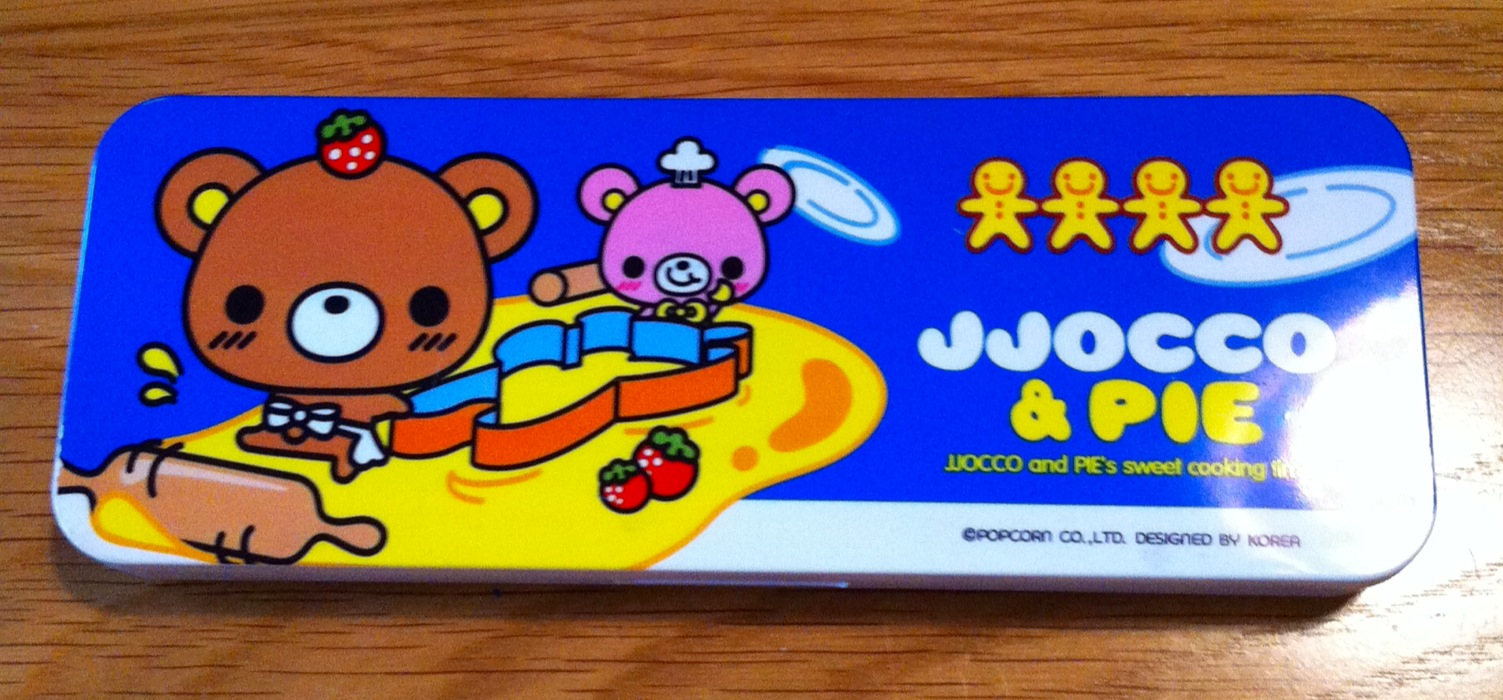 JJOCCO
& PIE
JJOCCO and PIE's sweet cooking
©POPCORN CO.,LTD. DESIGNED BY KOREA